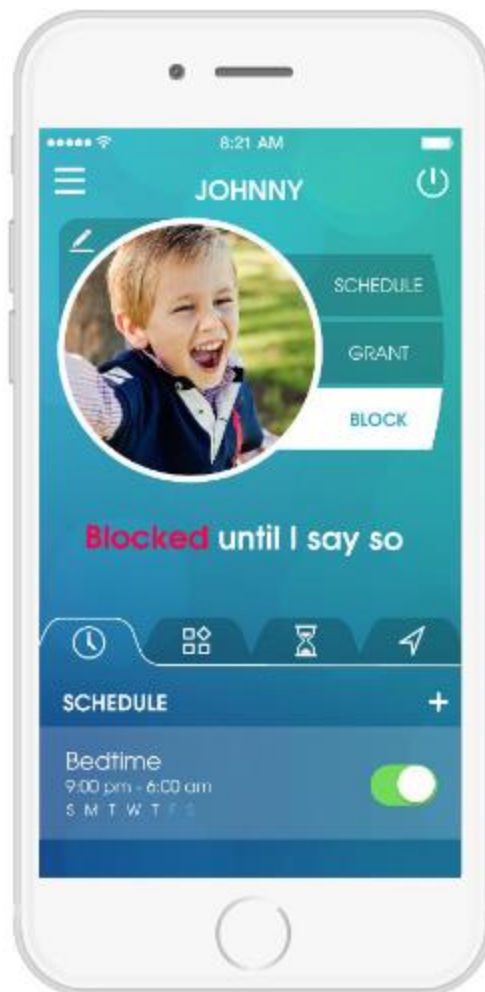 8:21 AM
JOHNNY
SCHEDULE
GRANT
BLOCK
Blocked until I say so
SCHEDULE
Bedtime
9:00 pm - 6:00 am
S M T W T F S